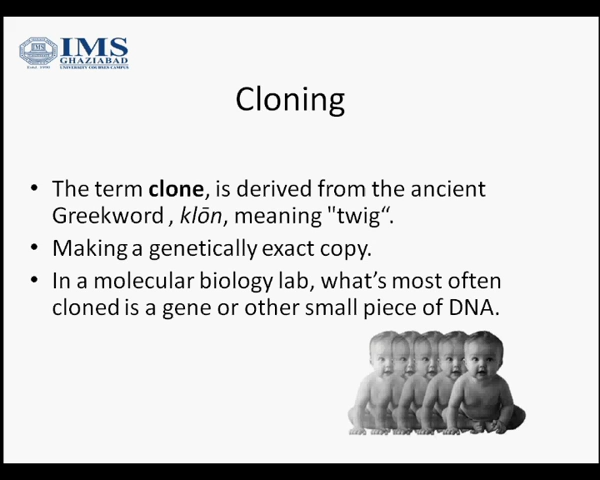 IMS
GHAZIABAD
UNIVERSITY COURSES CAMPUS
Estd. 1990
Cloning
• The term clone, is derived from the ancient
Greekword , klōn, meaning "twig“.
• Making a genetically exact copy.
• In a molecular biology lab, what’s most often
cloned is a gene or other small piece of DNA.